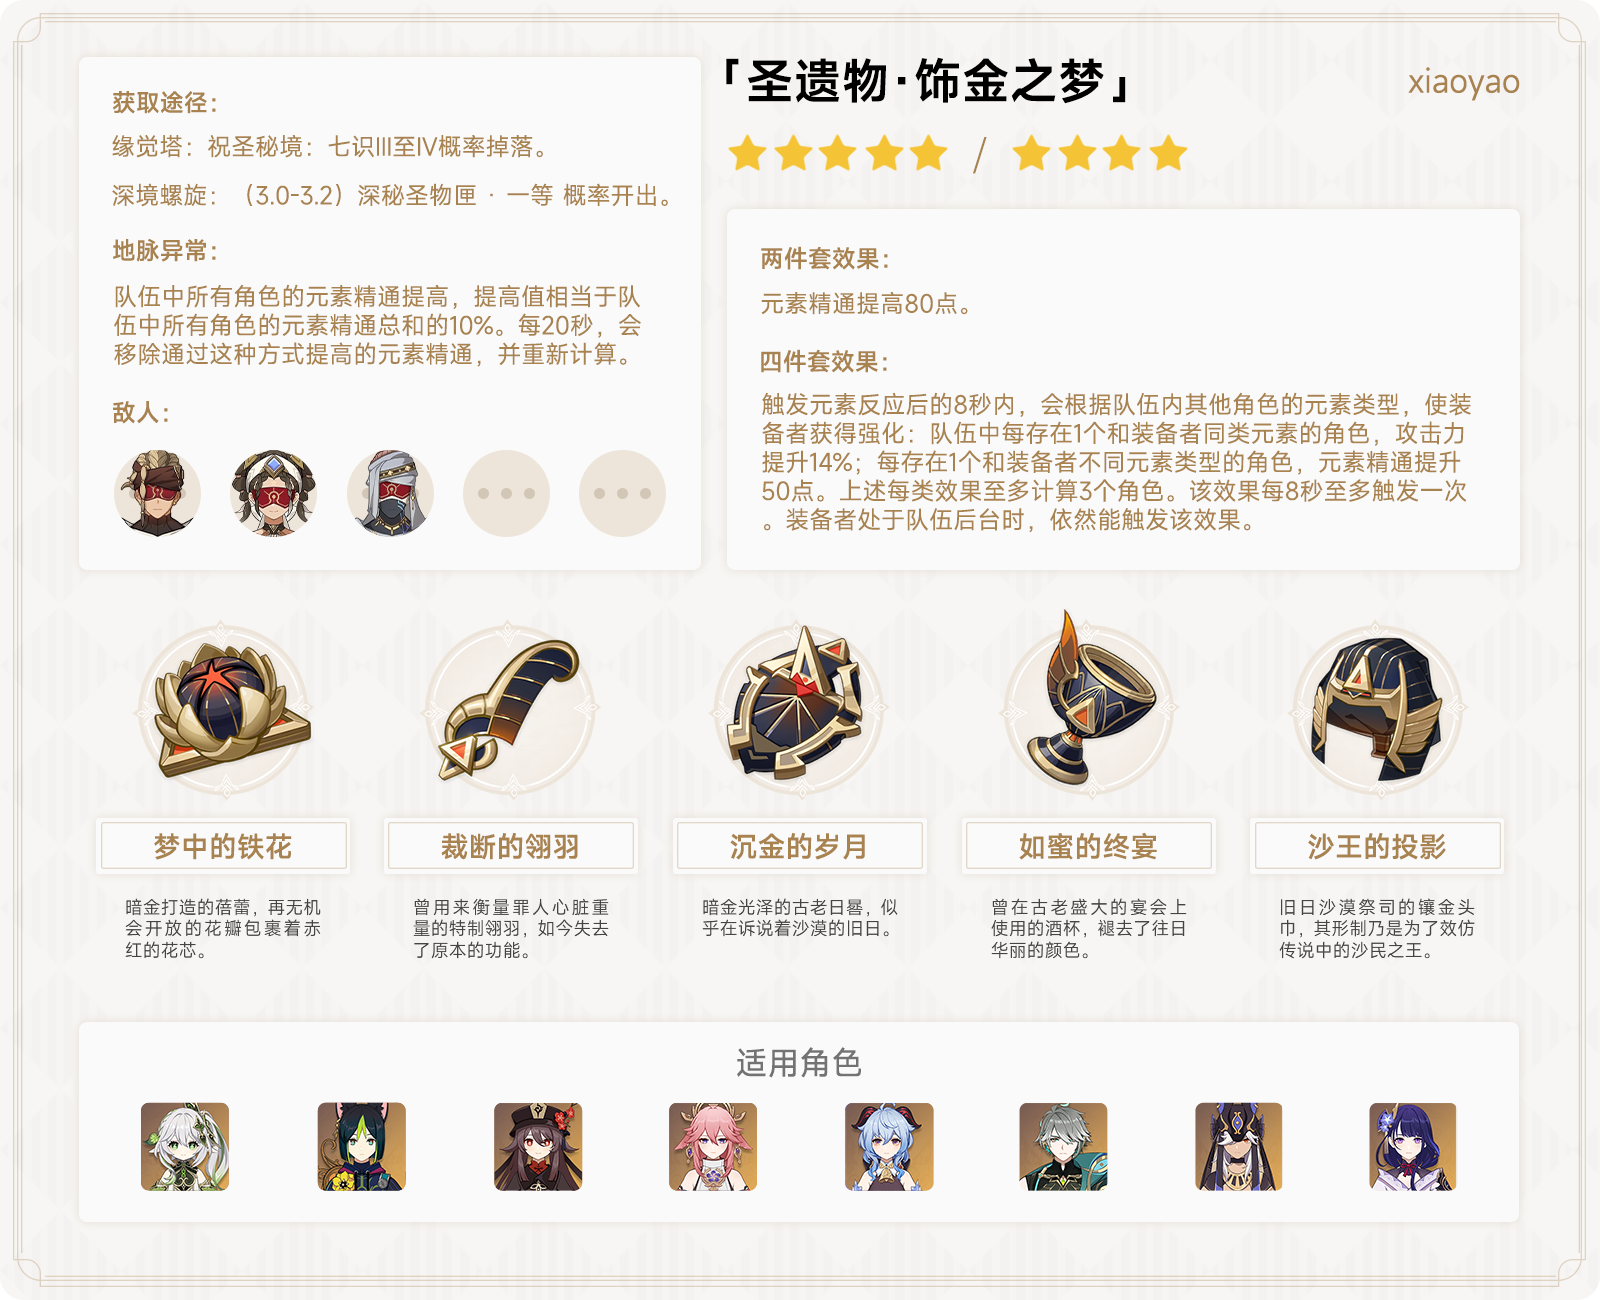 「圣遗物·饰金之梦」
xiaoyao
获取途径：
缘觉塔：祝圣秘境：七识III至IV概率掉落。
深境螺旋：（3.0-3.2）深秘圣物匣 · 一等 概率开出。
地脉异常：
队伍中所有角色的元素精通提高，提高值相当于队
伍中所有角色的元素精通总和的10%。每20秒，会
移除通过这种方式提高的元素精通，并重新计算。
敌人：
/
两件套效果：
元素精通提高80点。
四件套效果：
触发元素反应后的8秒内，会根据队伍内其他角色的元素类型，使装
备者获得强化：队伍中每存在1个和装备者同类元素的角色，攻击力
提升14%；每存在1个和装备者不同元素类型的角色，元素精通提升
50点。上述每类效果至多计算3个角色。该效果每8秒至多触发一次
。装备者处于队伍后台时，依然能触发该效果。
梦中的铁花
暗金打造的蓓蕾，再无机
会开放的花瓣包裹着赤
红的花芯。
裁断的翎羽
曾用来衡量罪人心脏重
量的特制翎羽，如今失去
了原本的功能。
沉金的岁月
暗金光泽的古老日晷，似
乎在诉说着沙漠的旧日。
如蜜的终宴
曾在古老盛大的宴会上
使用的酒杯，褪去了往日
华丽的颜色。
沙王的投影
旧日沙漠祭司的镶金头
巾，其形制乃是为了效仿
传说中的沙民之王。
适用角色